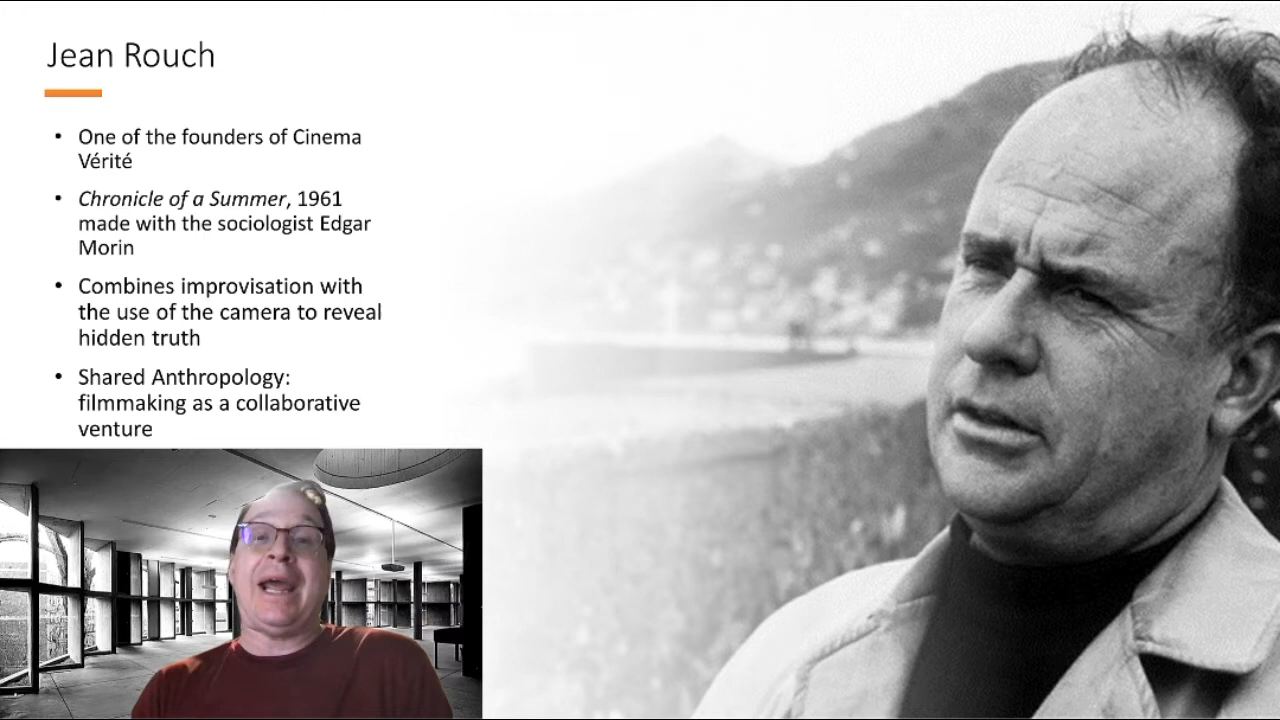 Jean Rouch
• One of the founders of Cinema
Vérité
• Chronicle of a Summer, 1961
made with the sociologist Edgar
Morin
• Combines improvisation with
the use of the camera to reveal
hidden truth
• Shared Anthropology:
filmmaking as a collaborative
venture